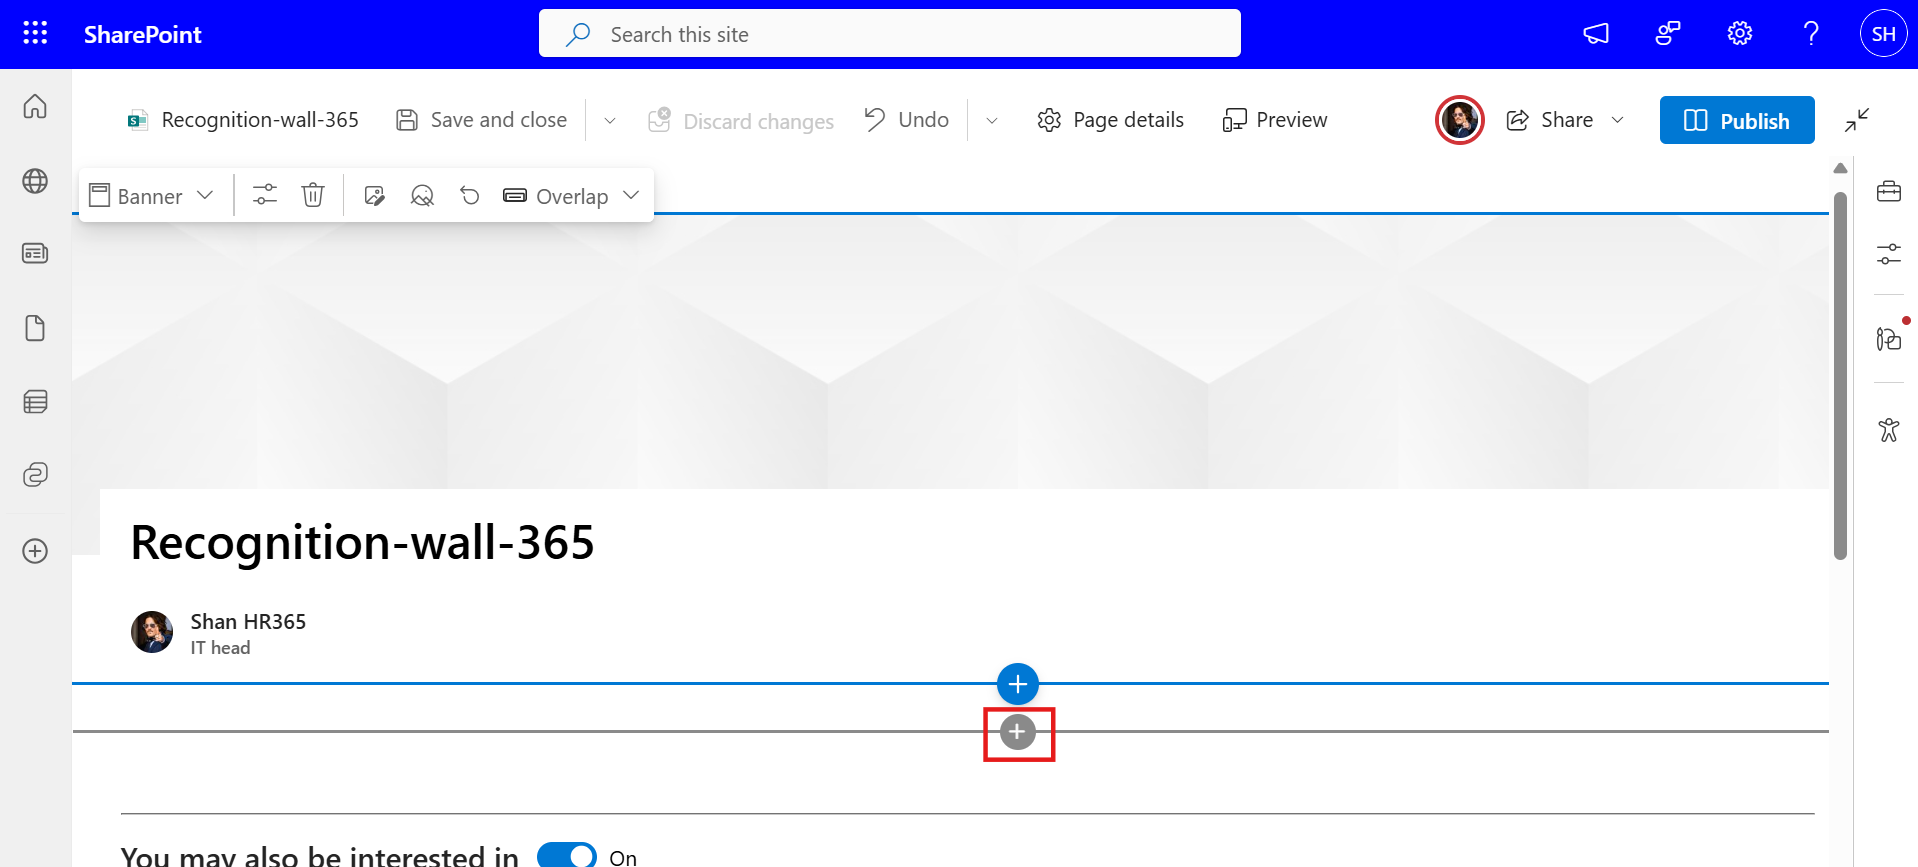 SharePoint
Search this site
SH
Recognition-wall-365
Save and close
Discard changes
Undo
Page details
Preview
Share
Publish
Banner
Overlap
Recognition-wall-365
Shan HR365
IT head
You may also be interested in
On